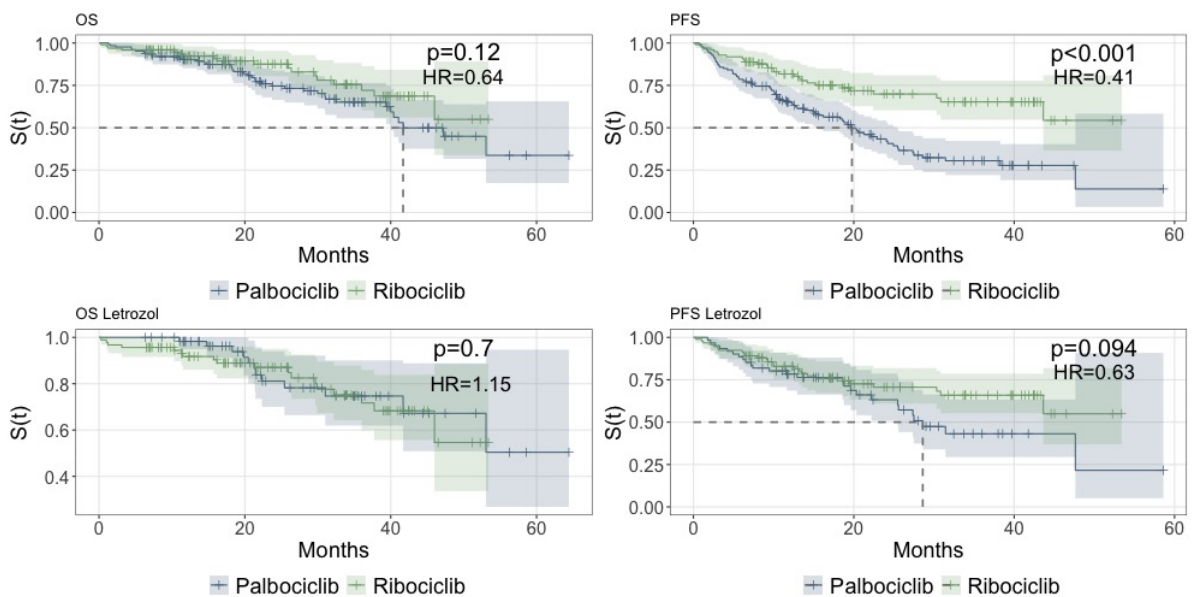 OS
1.00
0.75
0.50
0.25
0.00
S(t)
p=0.12
HR=0.64
0 20 40 60
Months
Palbociclib Ribociclib
PFS
1.00
0.75
0.50
0.25
0.00
S(t)
p<0.001
HR=0.41
0 20 40 60
Months
Palbociclib Ribociclib
OS Letrozol
1.0
0.8
0.6
0.4
S(t)
p=0.7
HR=1.15
0 20 40 60
Months
Palbociclib Ribociclib
PFS Letrozol
1.00
0.75
0.50
0.25
0.00
S(t)
p=0.094
HR=0.63
0 20 40 60
Months
Palbociclib Ribociclib